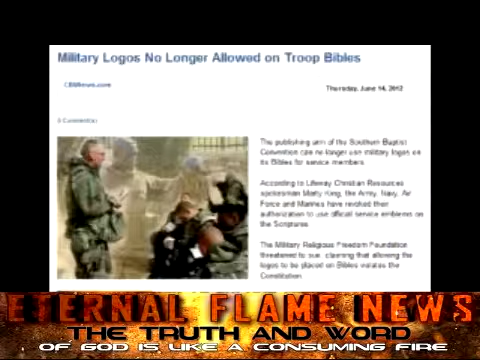 Military Logos No Longer Allowed on Troop Bibles
CBNNews.com
Thursday, June 14, 2012
The publishing arm of the Southern Baptist
Convention can no longer use military logos on
its Bibles for service members.
According to Lifeway Christian Resources
spokesman Marty King, the Army, Navy, Air
Force and Marines have revoked their
authorization to use official service emblems on
the Scriptures.
The Military Religious Freedom Foundation
threatened to sue, claiming that allowing the
logos to be placed on Bibles violates the
Constitution.
ETERNAL FLAME NEWS
THE TRUTH AND WORD
OF GOD IS LIKE A CONSUMING FIRE